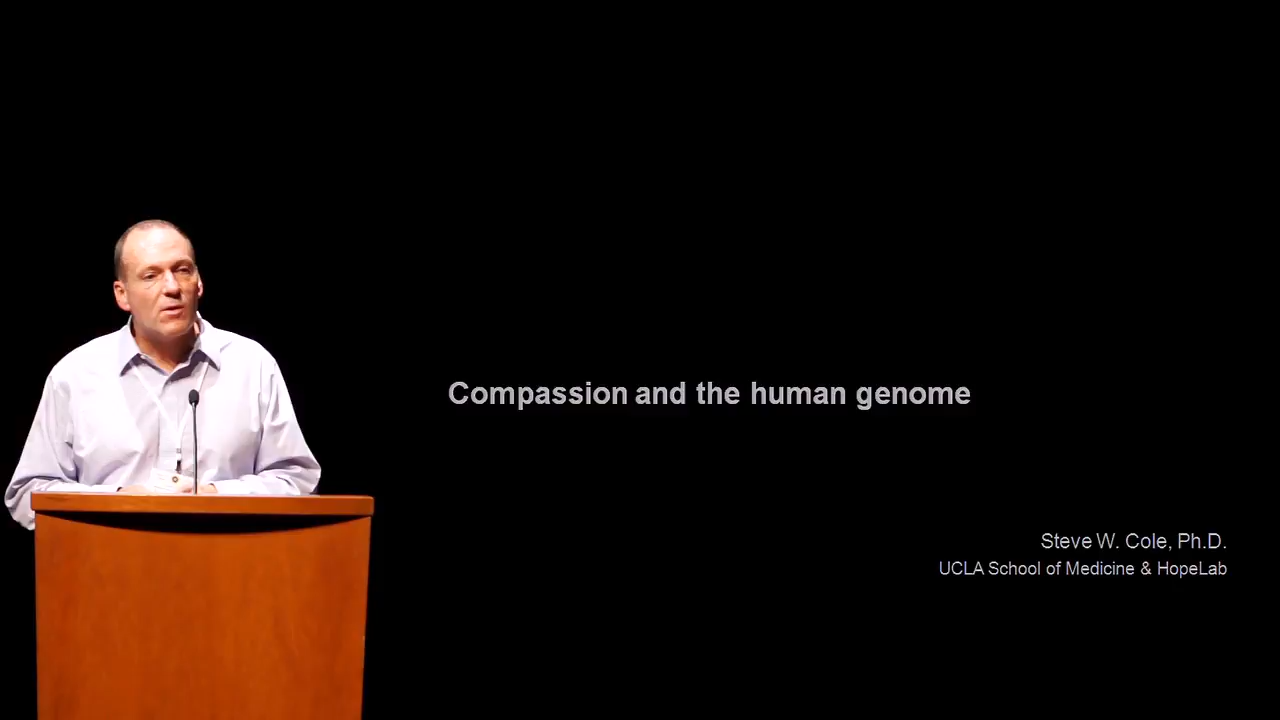 Compassion and the human genome
Steve W. Cole, Ph.D.
UCLA School of Medicine & HopeLab